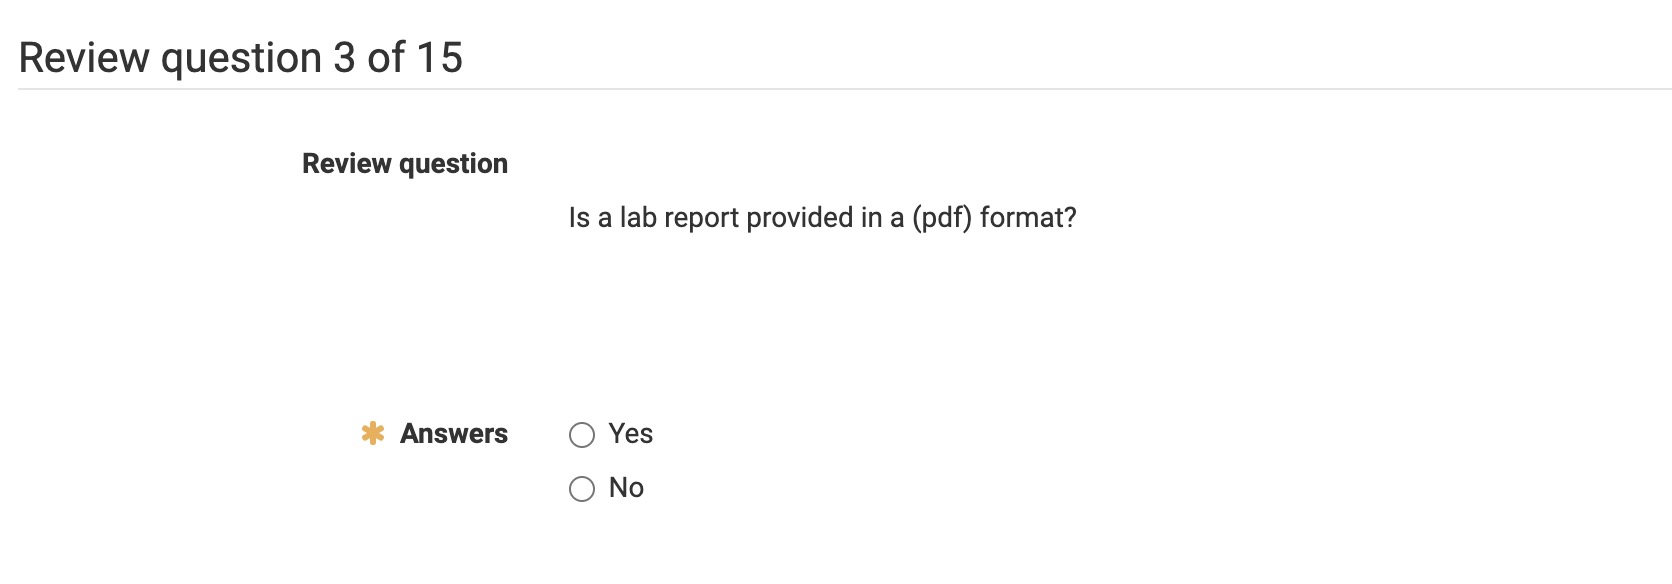 Review question 3 of 15
Review question
Is a lab report provided in a (pdf) format?
* Answers
Yes
No